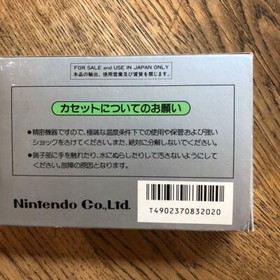 FOR SALE and USE IN JAPAN ONLY
本品の輸出、使用営業及び賃貸を禁じます。
カセットについてのお願い
●精密機器ですので、極端な温度条件下での使用や保管および強い
ショックをさけてください。また、絶対に分解しないでください。
●端子部に手を触れたり、水にぬらしたりして汚さないようにして
ください。故障の原因となります。
Nintendo Co.,Ltd.
T4902370832020